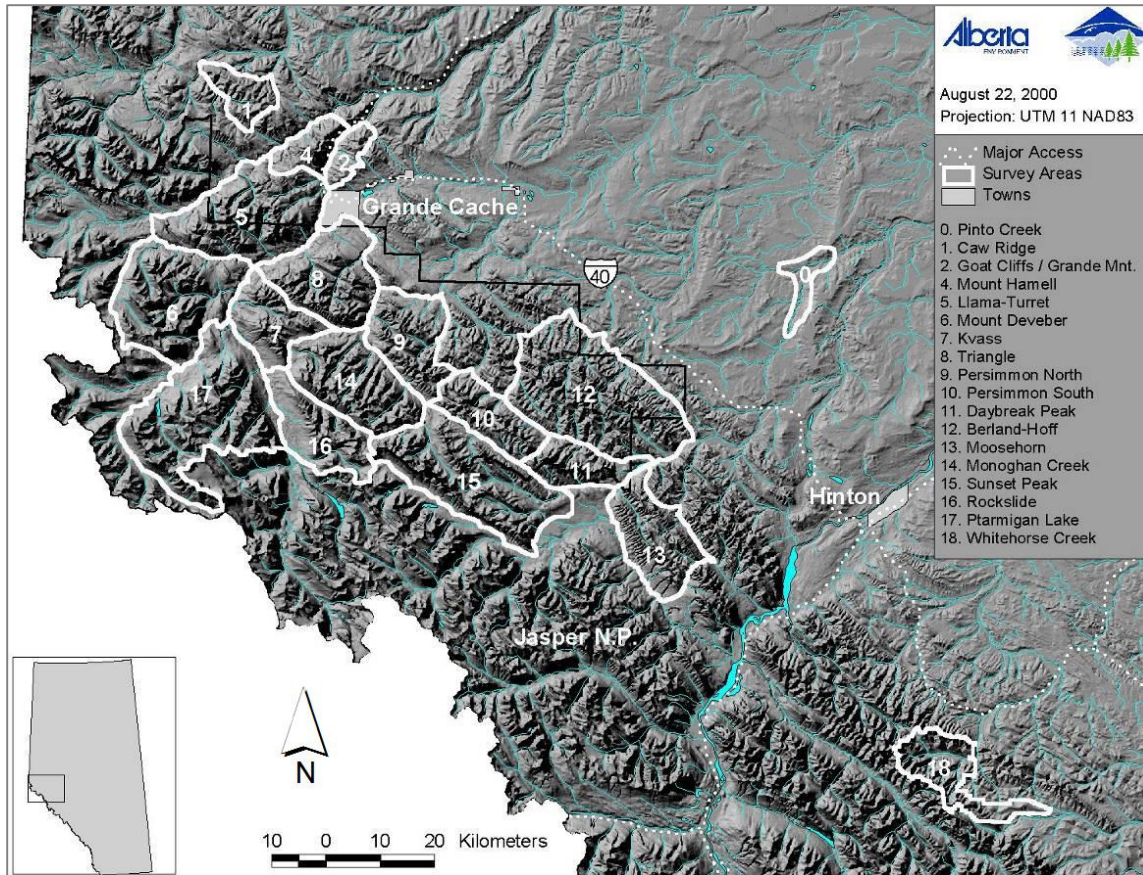 Alberta
ENVIRONMENT
August 22, 2000
Projection: UTM 11 NAD83
Major Access
Survey Areas
Towns
0. Pinto Creek
1. Caw Ridge
2. Goat Cliffs / Grande Mnt.
4. Mount Hamell
5. Llama-Turret
6. Mount Deveber
7. Kvass
8. Triangle
9. Persimmon North
10. Persimmon South
11. Daybreak Peak
12. Berland-Hoff
13. Moosehorn
14. Monoghan Creek
15. Sunset Peak
16. Rockslide
17. Ptarmigan Lake
18. Whitehorse Creek
1
4
2
Grande Cache
5
0
40
8
6
7
9
17
14
12
10
16
11
15
Hinton
13
Jasper N.P.
18
N
10 0 10 20 Kilometers